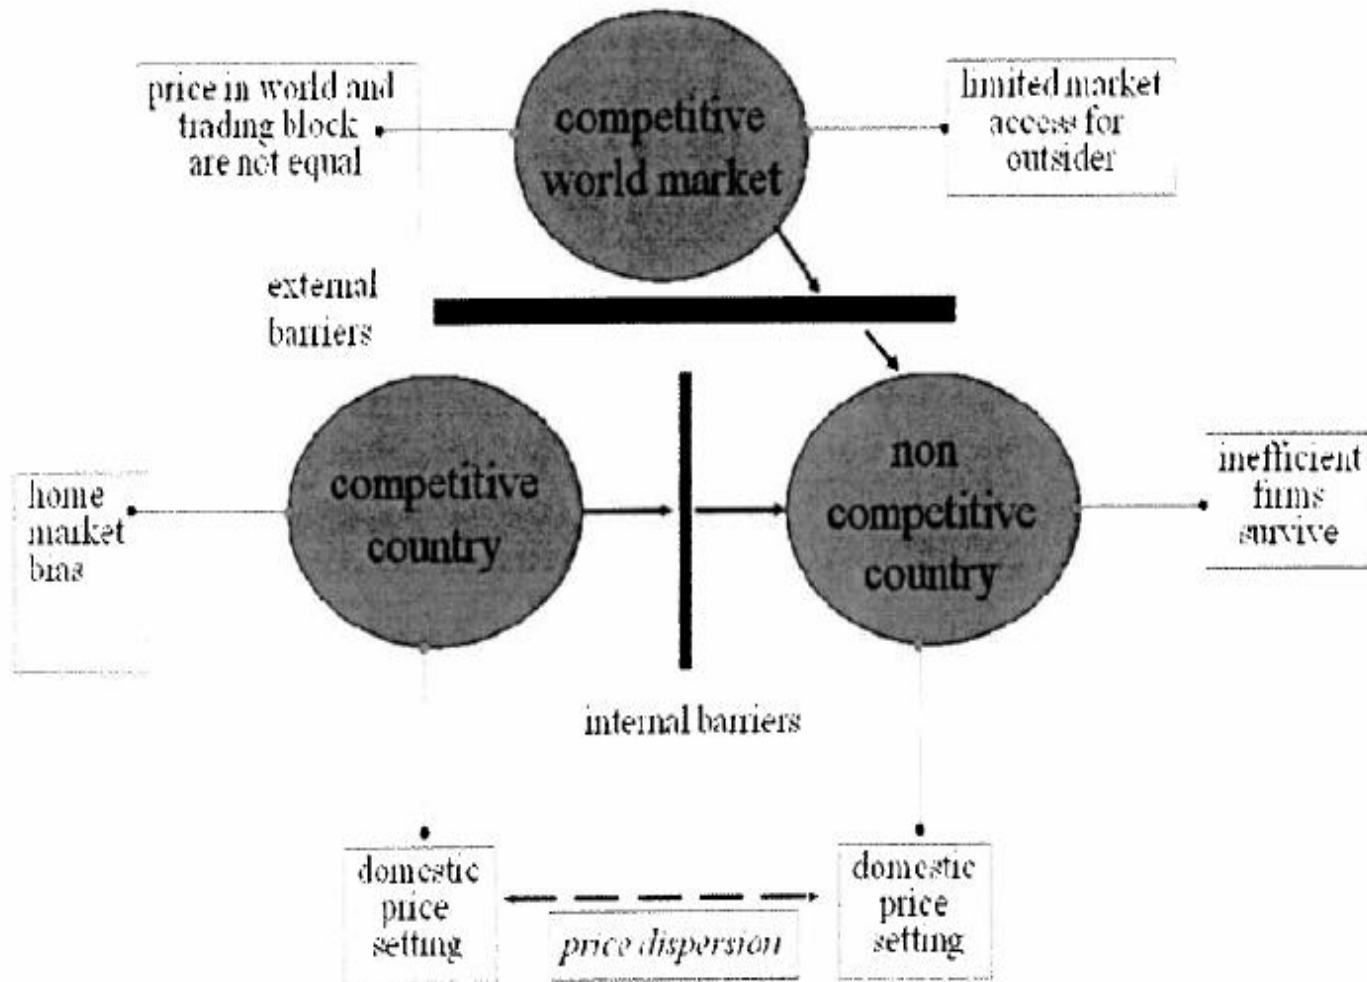 price in world and
trading block
are not equal
competitive
world market
limited market
access for
outsider
external
barriers
home
market
bias
competitive
country
non
competitive
country
inefficient
firms
survive
internal barriers
domestic
price
setting
price dispersion
domestic
price
setting